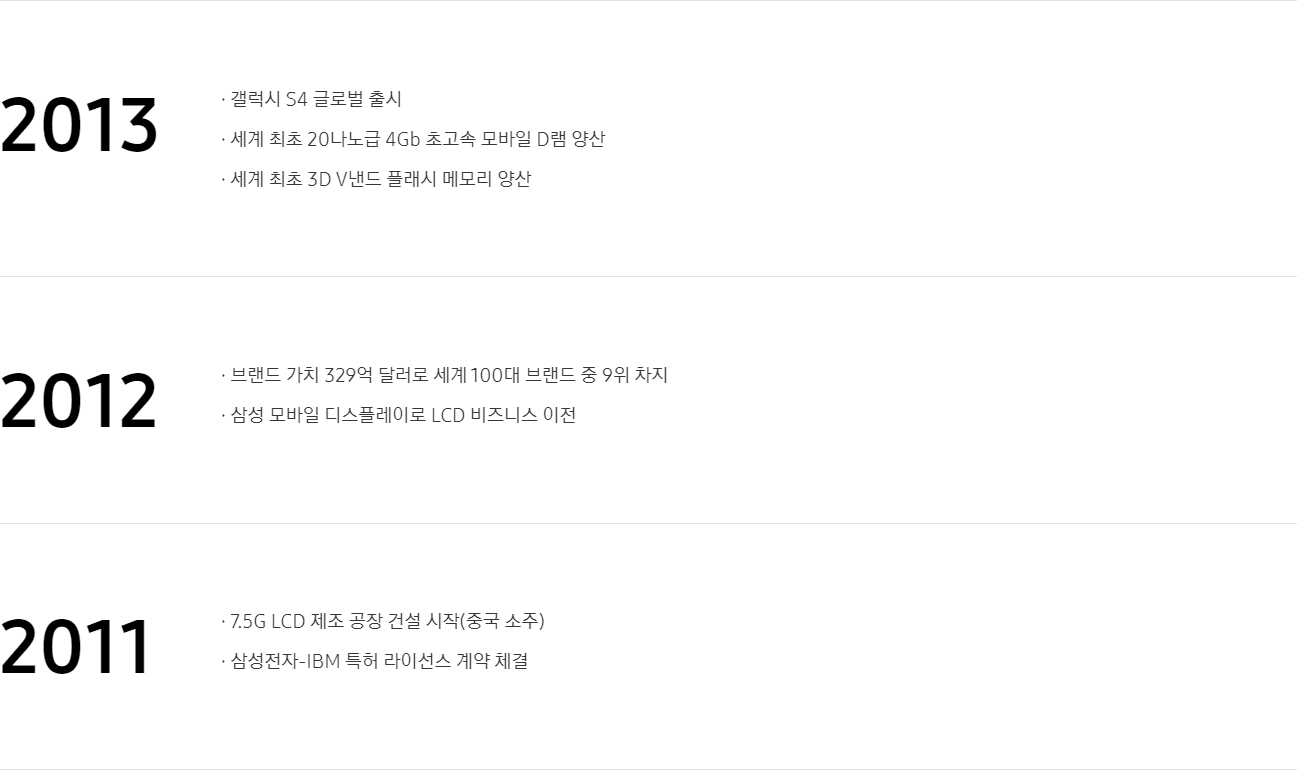 2013
· 갤럭시 S4 글로벌 출시
· 세계 최초 20나노급 4Gb 초고속 모바일 D램 양산
· 세계 최초 3D V낸드 플래시 메모리 양산
2012
· 브랜드 가치 329억 달러로 세계 100대 브랜드 중 9위 차지
· 삼성 모바일 디스플레이로 LCD 비즈니스 이전
2011
· 7.5G LCD 제조 공장 건설 시작(중국 소주)
· 삼성전자-IBM 특허 라이선스 계약 체결